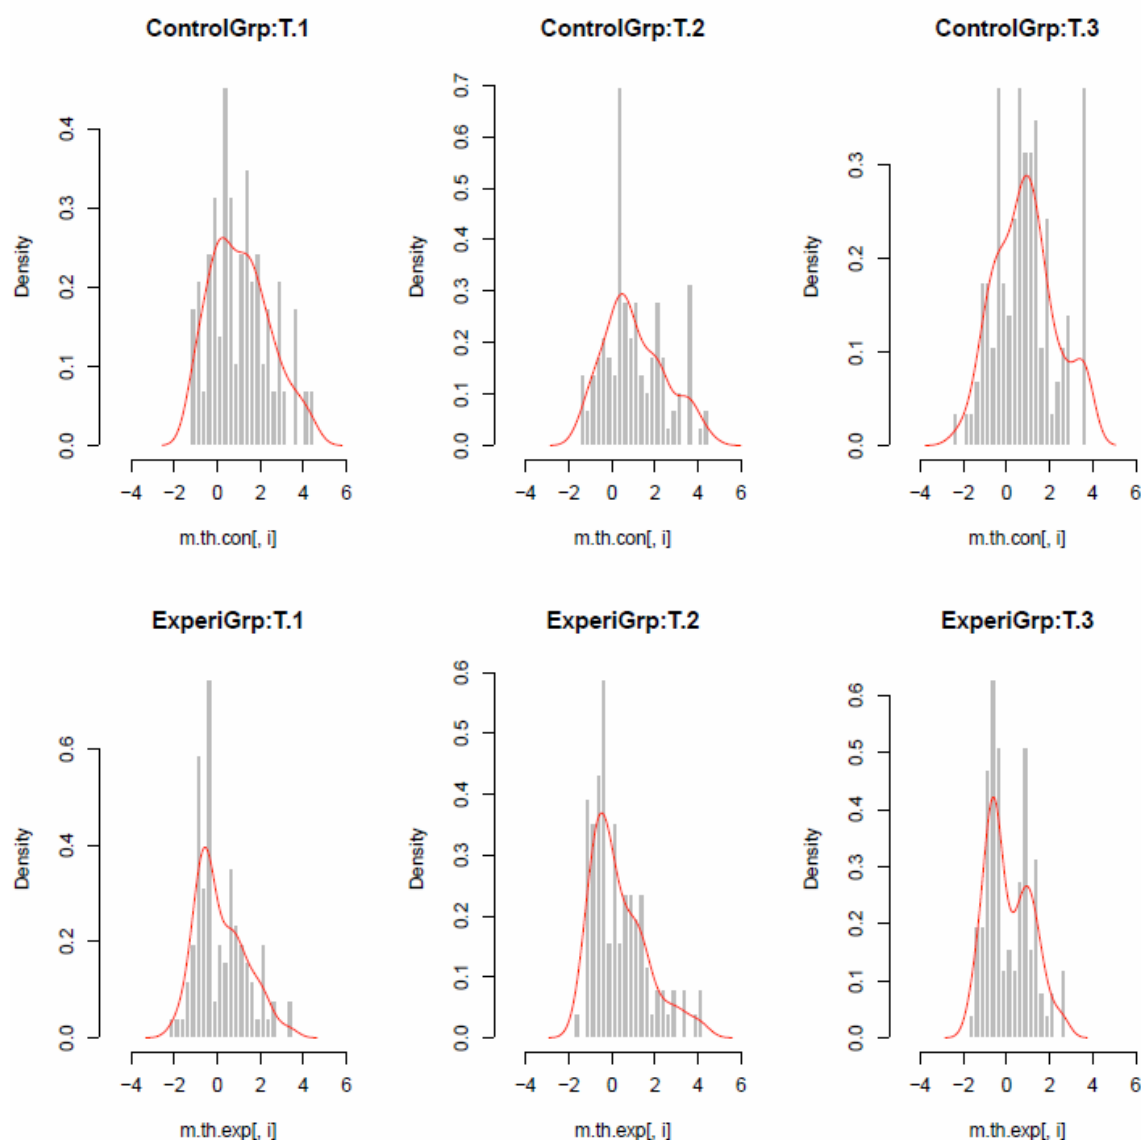 ControlGrp:T.1
Density
0.0 0.1 0.2 0.3 0.4
−4 −2 0 2 4 6
m.th.con[, i]
ControlGrp:T.2
Density
0.0 0.1 0.2 0.3 0.4 0.5 0.6 0.7
−4 −2 0 2 4 6
m.th.con[, i]
ControlGrp:T.3
Density
0.0 0.1 0.2 0.3
−4 −2 0 2 4 6
m.th.con[, i]
ExperiGrp:T.1
Density
0.0 0.2 0.4 0.6
−4 −2 0 2 4 6
m.th.exp[, i]
ExperiGrp:T.2
Density
0.0 0.1 0.2 0.3 0.4 0.5 0.6
−4 −2 0 2 4 6
m.th.exp[, i]
ExperiGrp:T.3
Density
0.0 0.1 0.2 0.3 0.4 0.5 0.6
−4 −2 0 2 4 6
m.th.exp[, i]